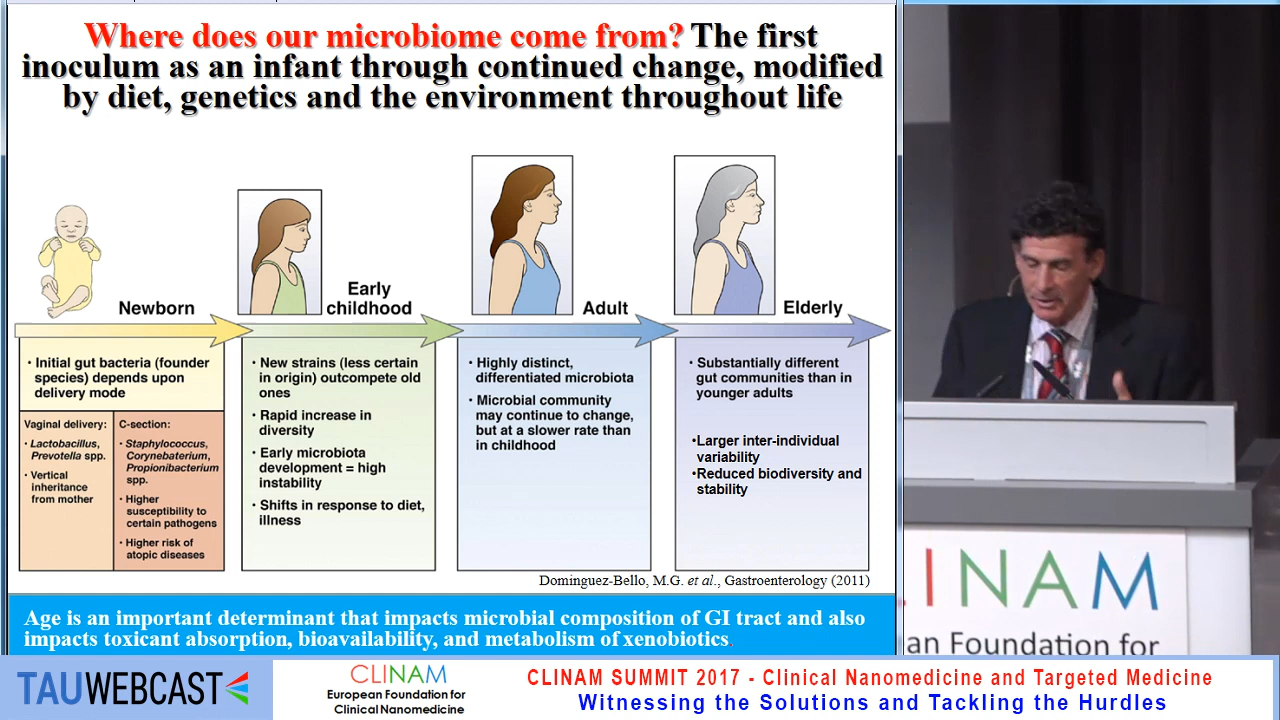 Where does our microbiome come from? The first
inoculum as an infant through continued change, modified
by diet, genetics and the environment throughout life
Newborn
Early
childhood
Adult
Elderly
• Initial gut bacteria (founder
species) depends upon
delivery mode
Vaginal delivery:
• Lactobacillus,
Prevotella spp.
• Vertical
inheritance
from mother
C-section:
• Staphylococcus,
Corynebaterium,
Propionibacterium
spp.
• Higher
susceptibility to
certain pathogens
• Higher risk of
atopic diseases
• New strains (less certain
in origin) outcompete old
ones
• Rapid increase in
diversity
• Early microbiota
development = high
instability
• Shifts in response to diet,
illness
• Highly distinct,
differentiated microbiota
• Microbial community
may continue to change,
but at a slower rate than
in childhood
• Substantially different
gut communities than in
younger adults
•Larger inter-individual
variability
•Reduced biodiversity and
stability
Dominguez-Bello, M.G. et al., Gastroenterology (2011)
Age is an important determinant that impacts microbial composition of GI tract and also
impacts toxicant absorption, bioavailability, and metabolism of xenobiotics.
LINAM
an Foundation for
TAUWEBCAST
CLINAM
European Foundation for
Clinical Nanomedicine
CLINAM SUMMIT 2017 - Clinical Nanomedicine and Targeted Medicine
Witnessing the Solutions and Tackling the Hurdles